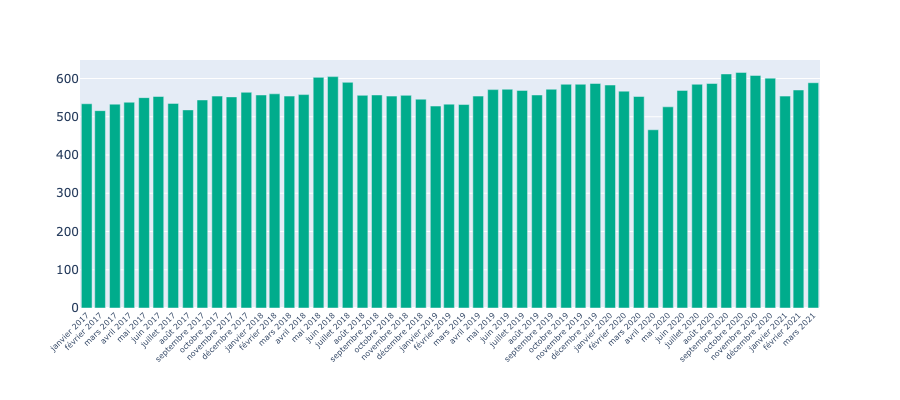 600
500
400
300
200
100
0
janvier 2017
février 2017
mars 2017
avril 2017
mai 2017
juin 2017
juillet 2017
août 2017
septembre 2017
octobre 2017
novembre 2017
décembre 2017
janvier 2018
février 2018
mars 2018
avril 2018
mai 2018
juin 2018
juillet 2018
août 2018
septembre 2018
octobre 2018
novembre 2018
décembre 2018
janvier 2019
février 2019
mars 2019
avril 2019
mai 2019
juin 2019
juillet 2019
août 2019
septembre 2019
octobre 2019
novembre 2019
décembre 2019
janvier 2020
février 2020
mars 2020
avril 2020
mai 2020
juin 2020
juillet 2020
août 2020
septembre 2020
octobre 2020
novembre 2020
décembre 2020
janvier 2021
février 2021
mars 2021